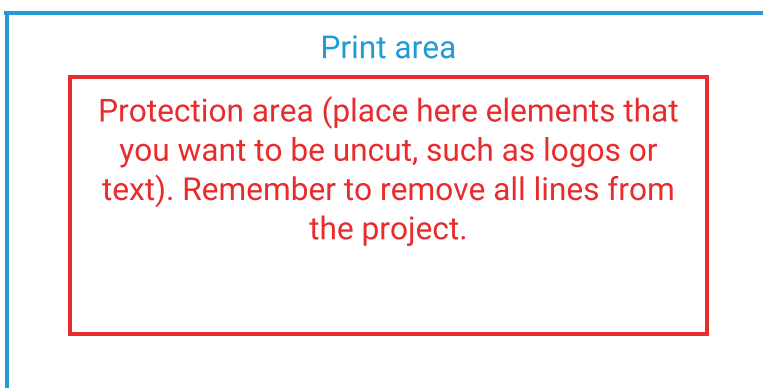 Print area
Protection area (place here elements that
you want to be uncut, such as logos or
text). Remember to remove all lines from
the project.